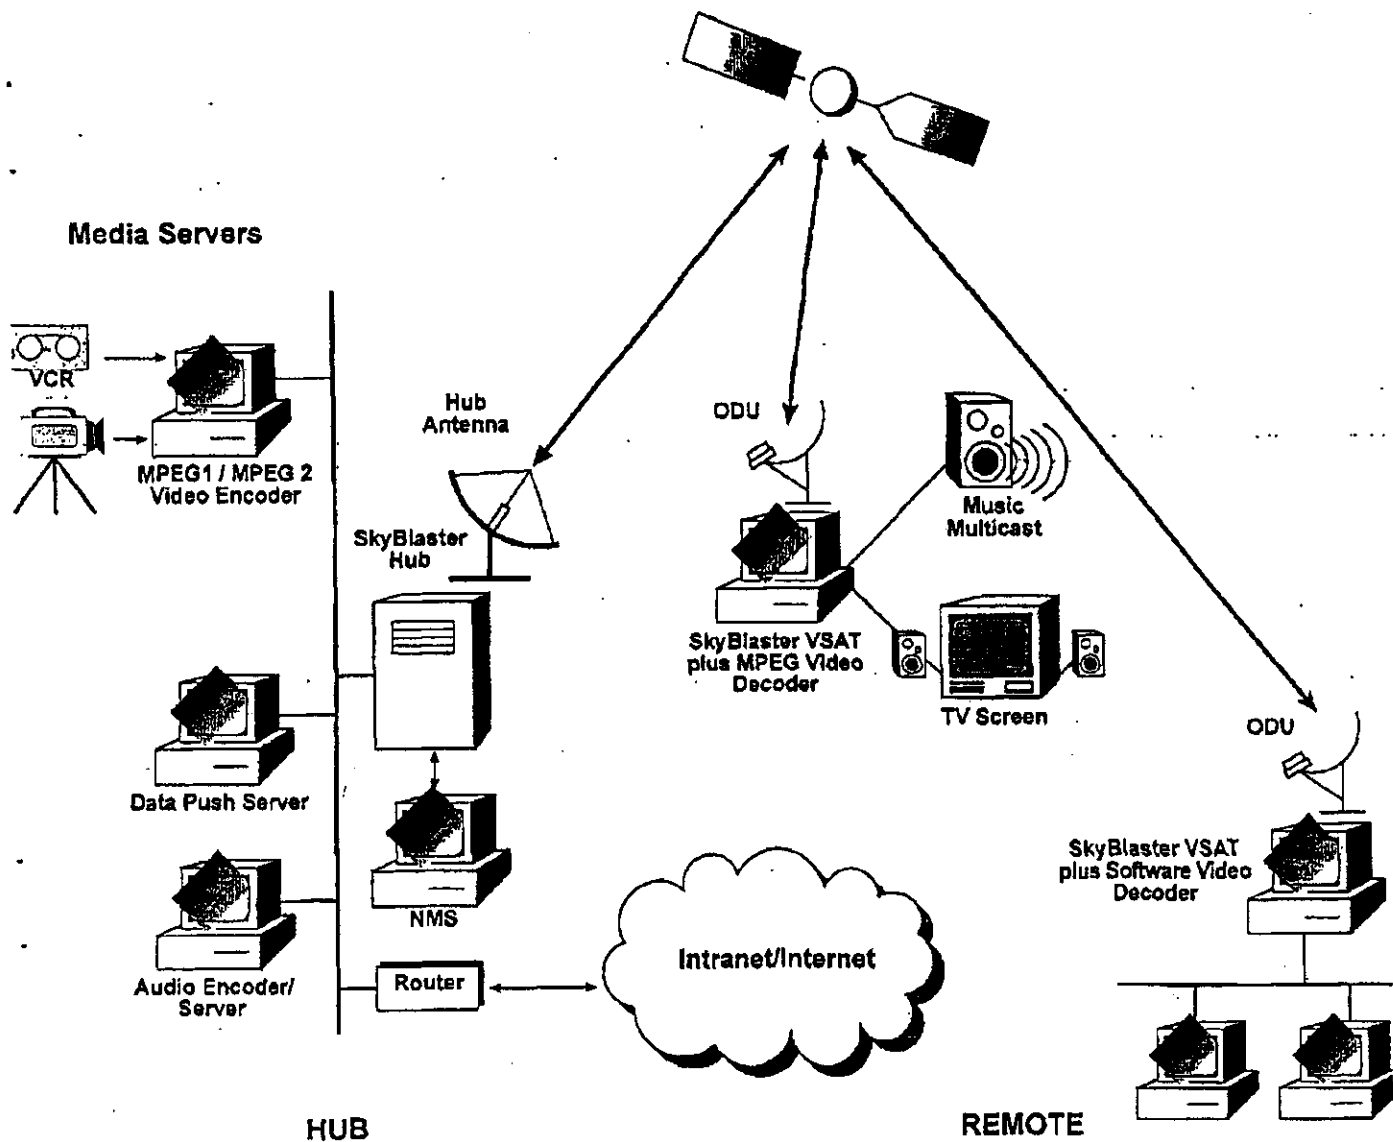 Media Servers
VCR
MPEG1 / MPEG 2
Video Encoder
Hub
Antenna
SkyBlaster
Hub
Data Push Server
NMS
Audio Encoder/
Server
Router
Intranet/Internet
ODU
Music
Multicast
SkyBlaster VSAT
plus MPEG Video
Decoder
TV Screen
ODU
SkyBlaster VSAT
plus Software Video
Decoder
HUB
REMOTE